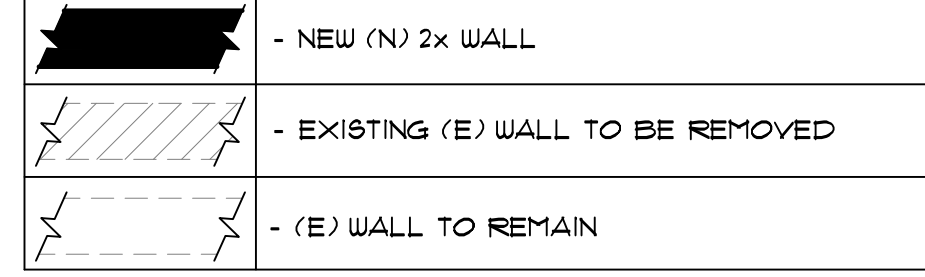 - NEW (N) 2x WALL
- EXISTING (E) WALL TO BE REMOVED
- (E) WALL TO REMAIN